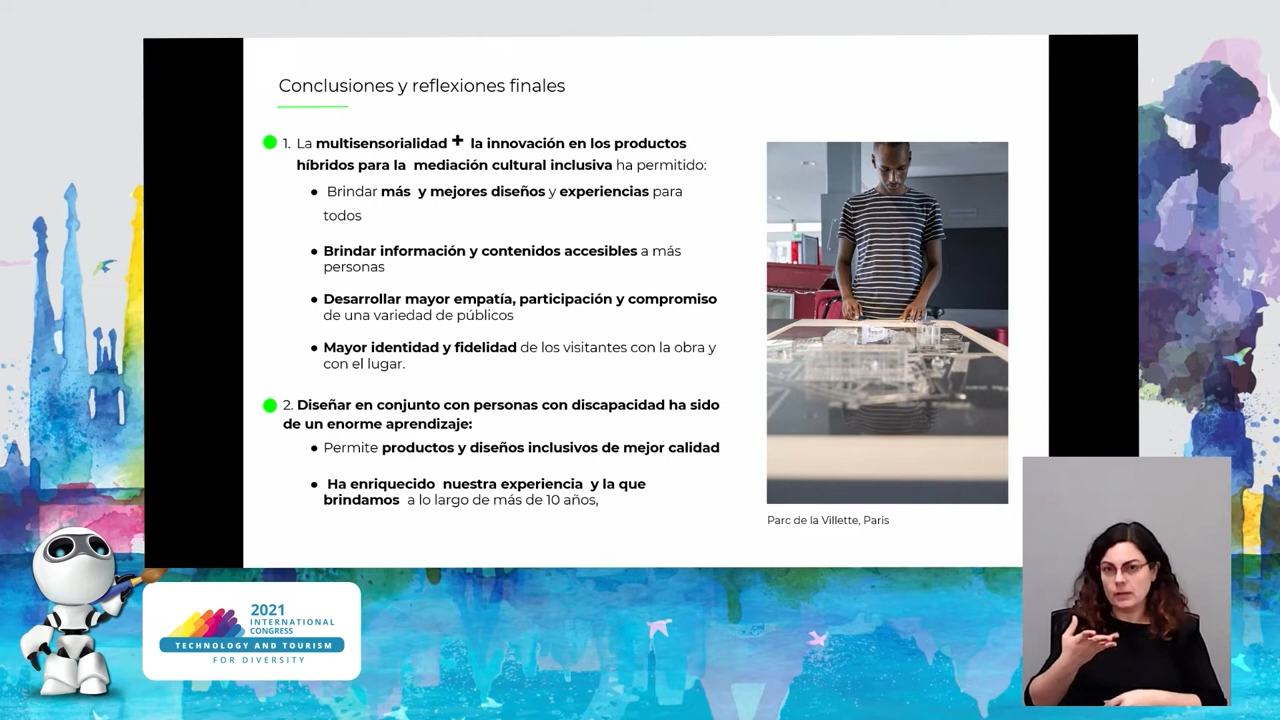 Conclusiones y reflexiones finales
1. La multisensorialidad + la innovación en los productos
híbridos para la mediación cultural inclusiva ha permitido:
● Brindar más y mejores diseños y experiencias para
todos
● Brindar información y contenidos accesibles a más
personas
● Desarrollar mayor empatía, participación y compromiso
de una variedad de públicos
● Mayor identidad y fidelidad de los visitantes con la obra y
con el lugar.
2. Diseñar en conjunto con personas con discapacidad ha sido
de un enorme aprendizaje:
● Permite productos y diseños inclusivos de mejor calidad
● Ha enriquecido nuestra experiencia y la que
brindamos a lo largo de más de 10 años,
Parc de la Villette, Paris
2021
INTERNATIONAL
CONGRESS
TECHNOLOGY AND TOURISM
FOR DIVERSITY